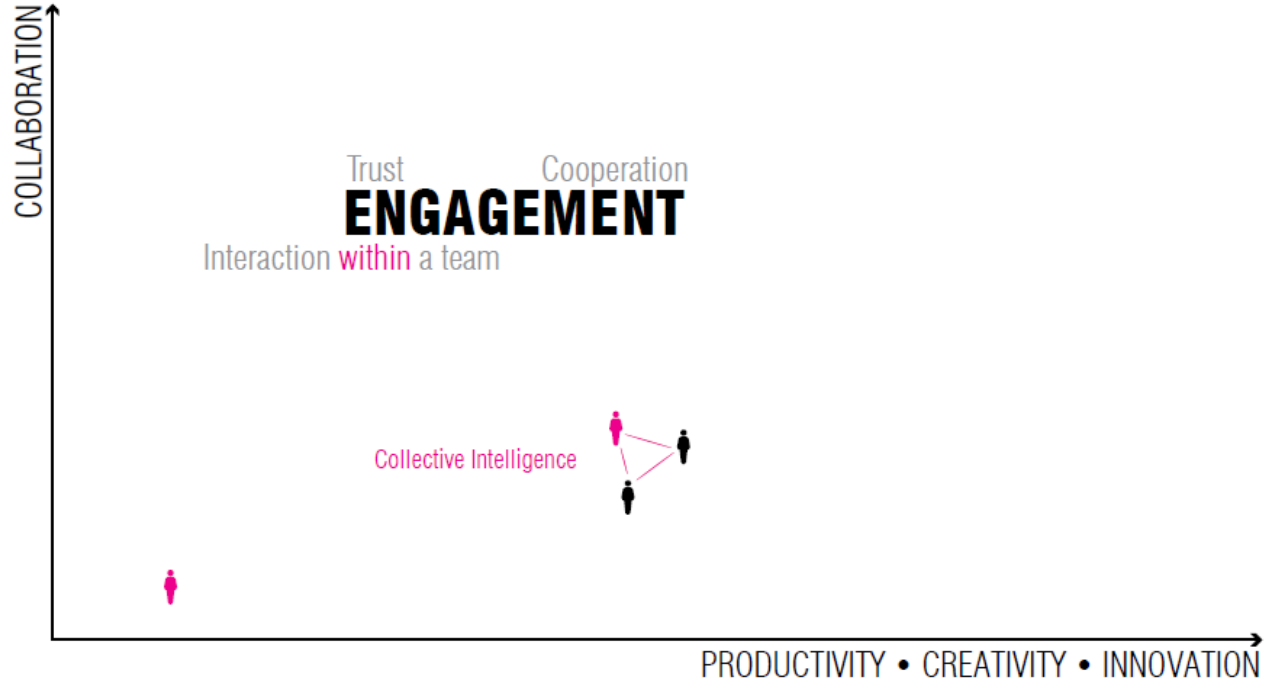 COLLABORATION
Trust
Cooperation
ENGAGEMENT
Interaction within a team
Collective Intelligence
PRODUCTIVITY • CREATIVITY • INNOVATION